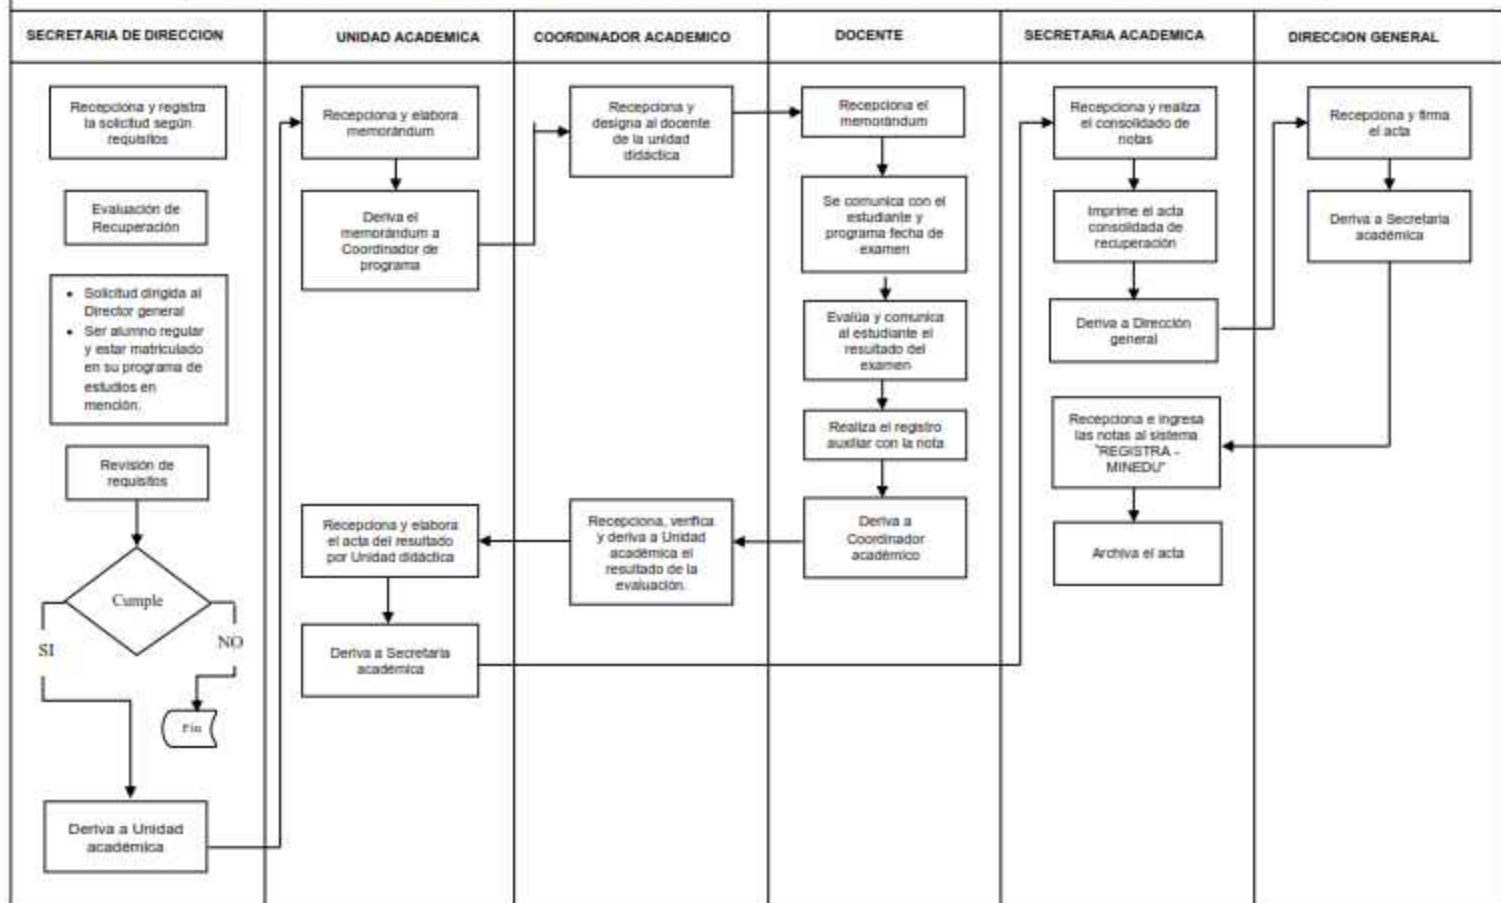 SECRETARIA DE DIRECCION
UNIDAD ACADEMICA
COORDINADOR ACADEMICO
DOCENTE
SECRETARIA ACADEMICA
DIRECCION GENERAL
Recepciona y registra
la solicitud según
requisitos
Evaluación de
Recuperación
• Solicitud dirigida al
Director general
• Ser alumno regular
y estar matriculado
en su programa de
estudios en
mención.
Revisión de
requisitos
Cumple
SI
NO
Fin
Deriva a Unidad
académica
Recepciona y elabora
memorándum
Deriva el
memorándum a
Coordinador de
programa
Recepciona y elabora
el acta del resultado
por Unidad didáctica
Deriva a Secretaria
académica
Recepciona y
designa al docente
de la unidad
didáctica
Recepciona, verifica
y deriva a Unidad
académica el
resultado de la
evaluación.
Recepciona el
memorándum
Se comunica con el
estudiante y
programa fecha de
examen
Evalúa y comunica
al estudiante el
resultado del
examen
Realiza el registro
auxiliar con la nota
Deriva a
Coordinador
académico
Recepciona y realiza
el consolidado de
notas
Imprime el acta
consolidada de
recuperación
Deriva a Dirección
general
Recepciona e ingresa
las notas al sistema
"REGISTRA -
MINEDU"
Archiva el acta
Recepciona y firma
el acta
Deriva a Secretaria
académica